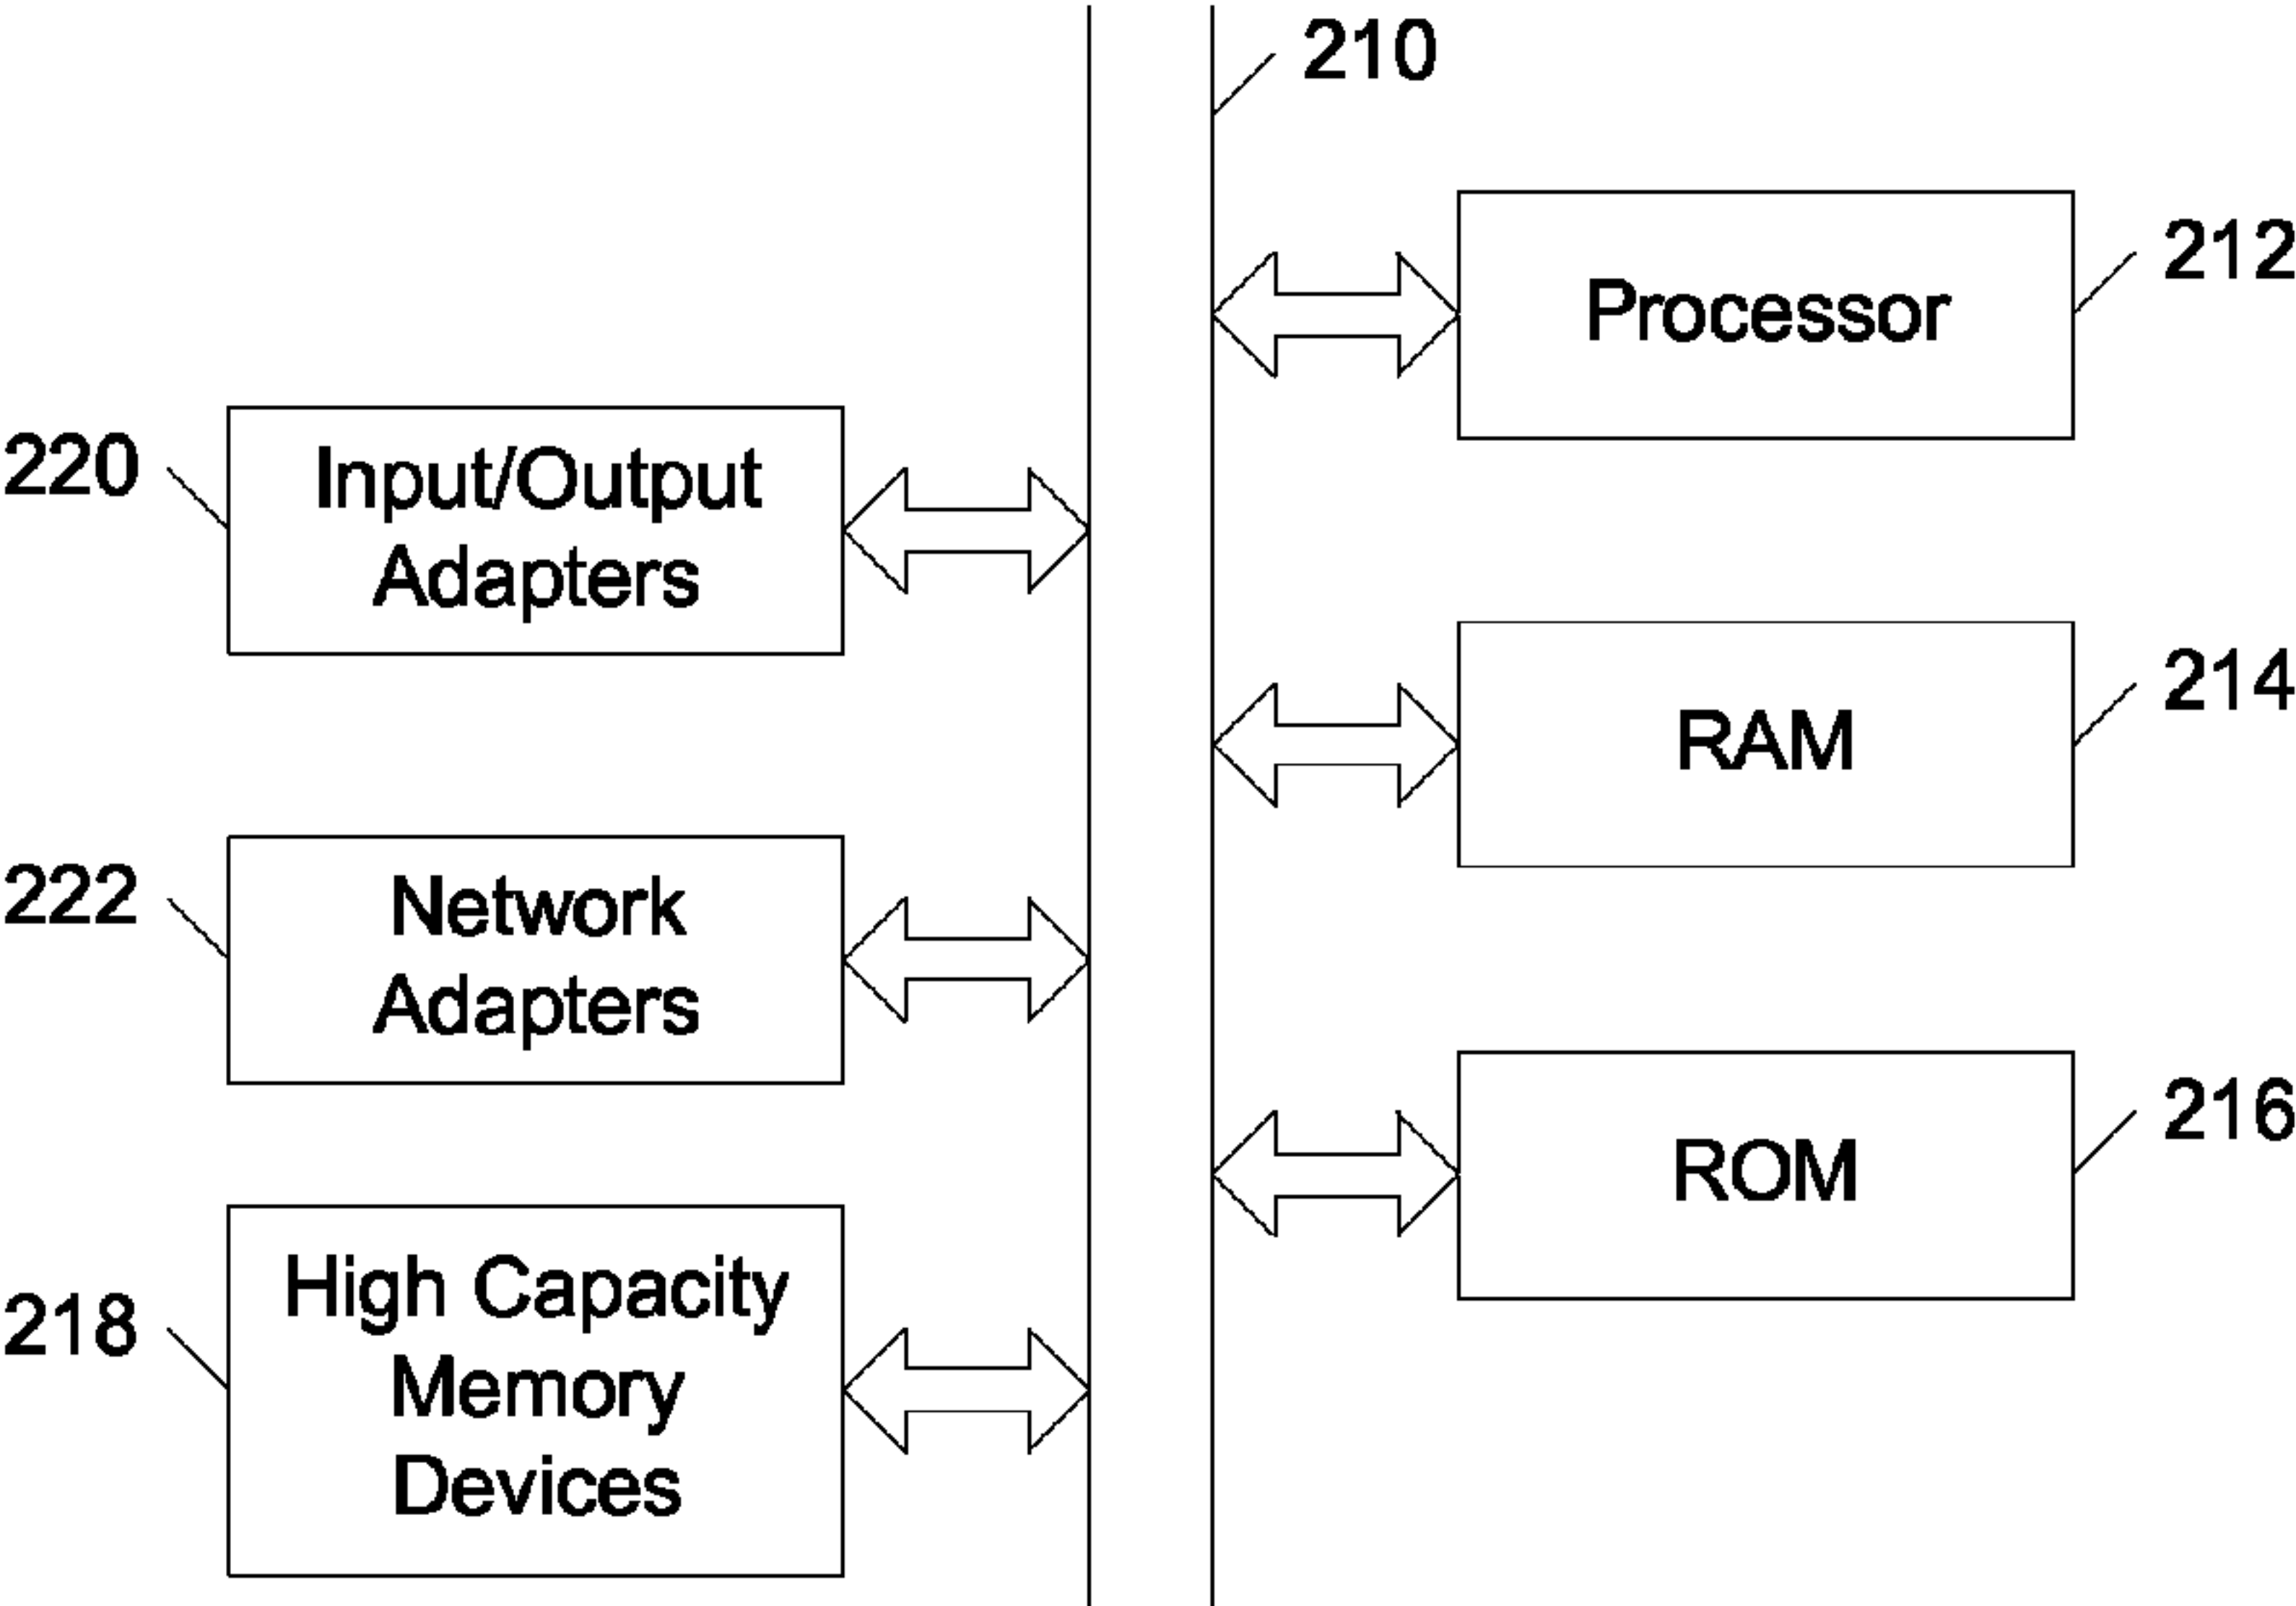 210
Processor
212
220
Input/Output
Adapters
RAM
214
222
Network
Adapters
ROM
216
218
High Capacity
Memory
Devices